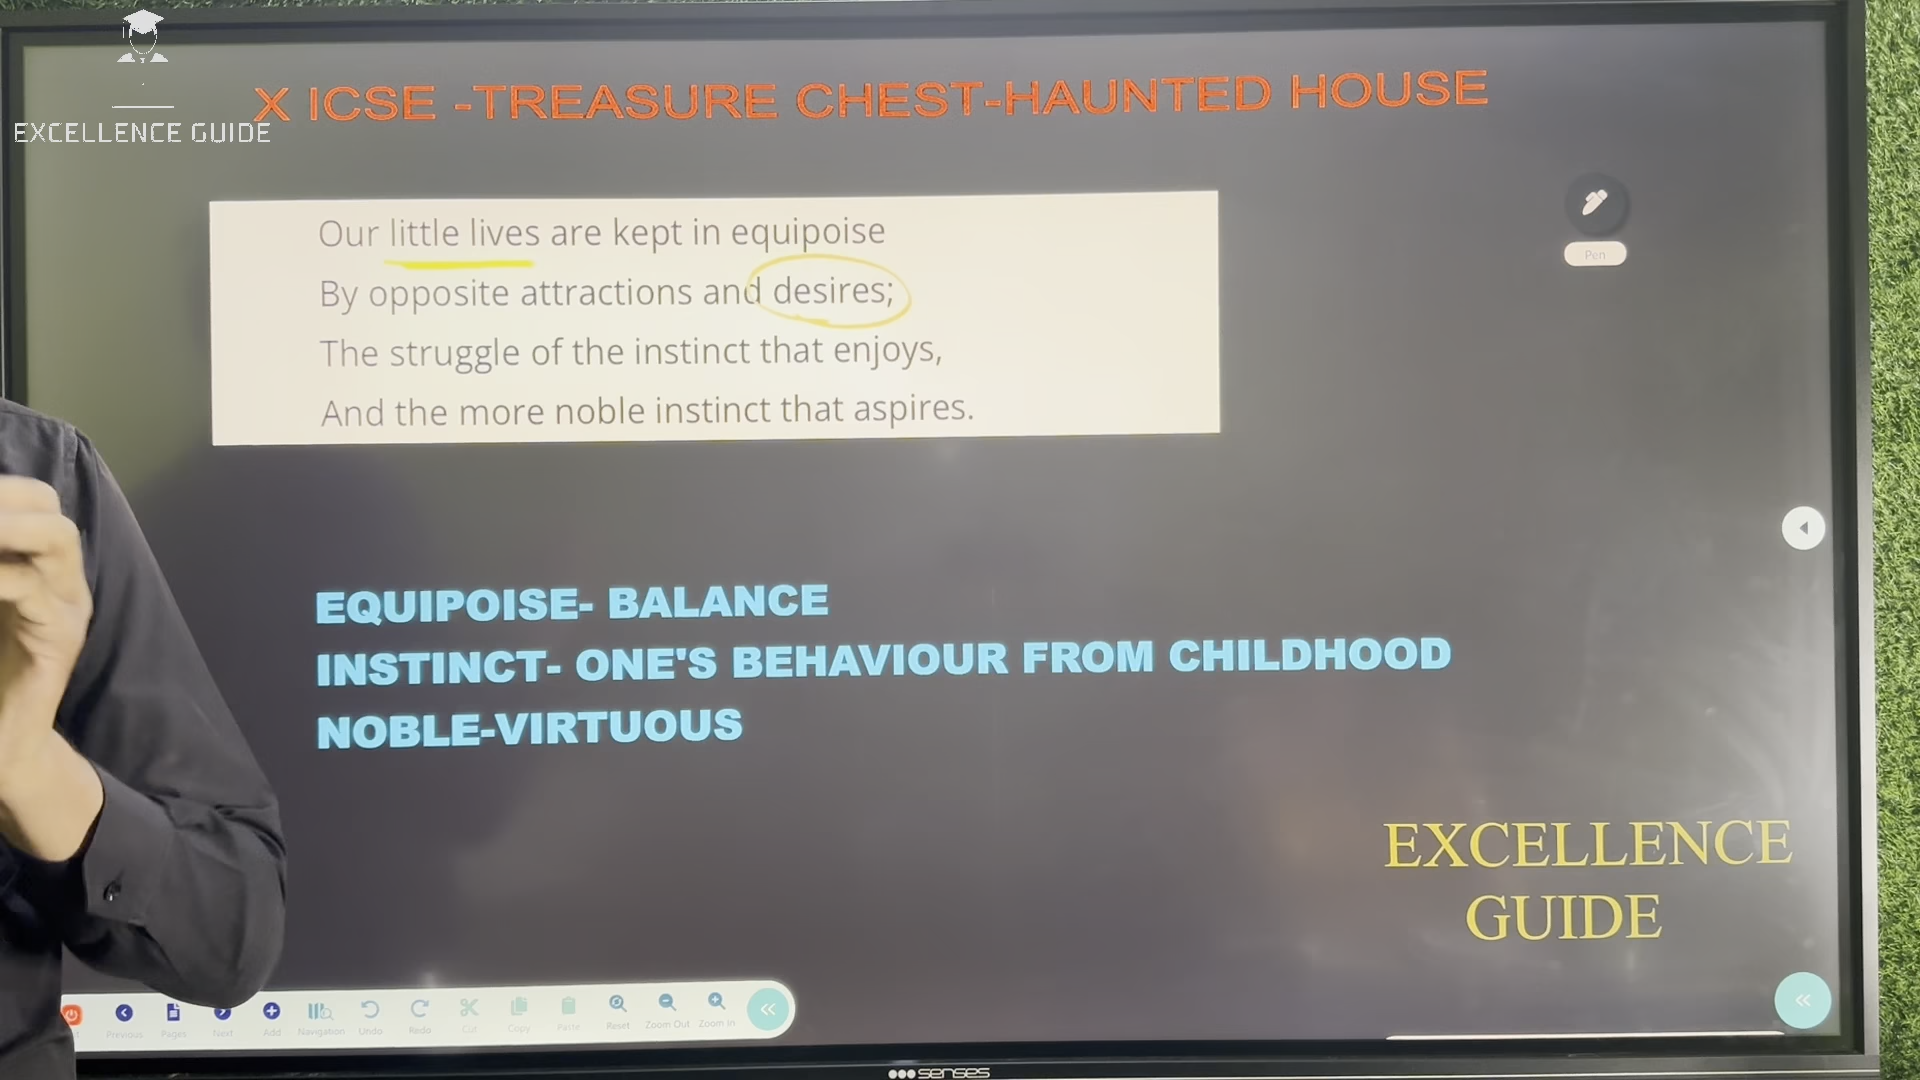 X ICSE -TREASURE CHEST-HAUNTED HOUSE
EXCELLENCE GUIDE
Our little lives are kept in equipoise
By opposite attractions and desires;
The struggle of the instinct that enjoys,
And the more noble instinct that aspires.
Pen
EQUIPOISE- BALANCE
INSTINCT- ONE'S BEHAVIOUR FROM CHILDHOOD
NOBLE-VIRTUOUS
EXCELLENCE
GUIDE
Previous Pages Next Add Navigation Undo Redo Cut Copy Paste Reset Zoom Out Zoom In
senses